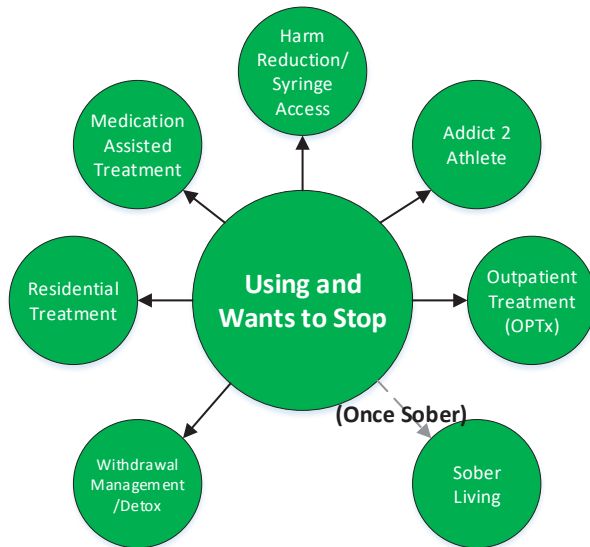 Harm
Reduction/
Syringe
Access
Medication
Assisted
Treatment
Addict 2
Athlete
Using and
Wants to Stop
Residential
Treatment
Outpatient
Treatment
(OPTx)
(Once Sober)
Withdrawal
Management
/Detox
Sober
Living